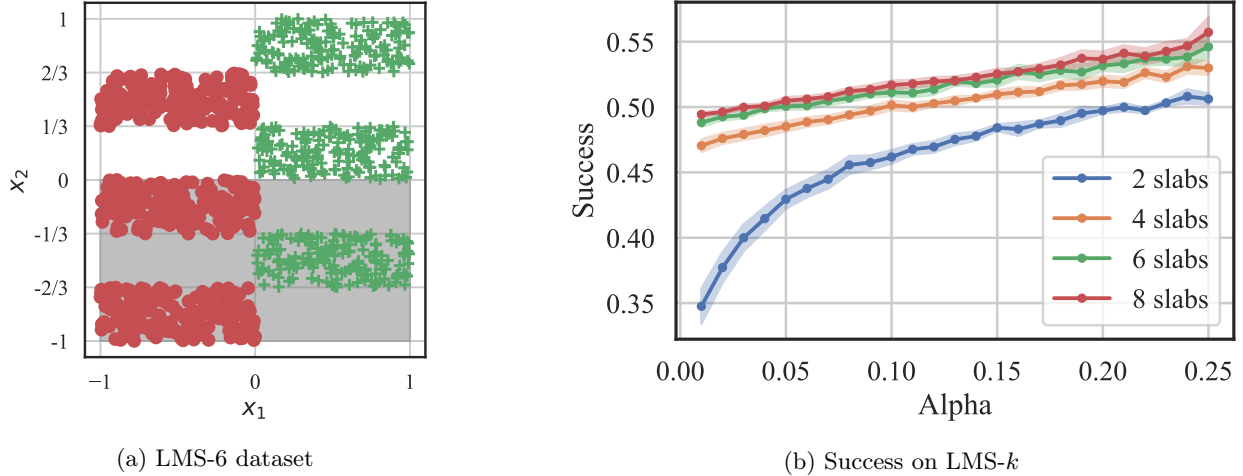 1
2/3
1/3
0
-1/3
-2/3
-1
x2
−1
0
1
x1
(a) LMS-6 dataset
0.55
0.50
0.45
0.40
0.35
Success
2 slabs
4 slabs
6 slabs
8 slabs
0.00
0.05
0.10
0.15
0.20
0.25
Alpha
(b) Success on LMS-k